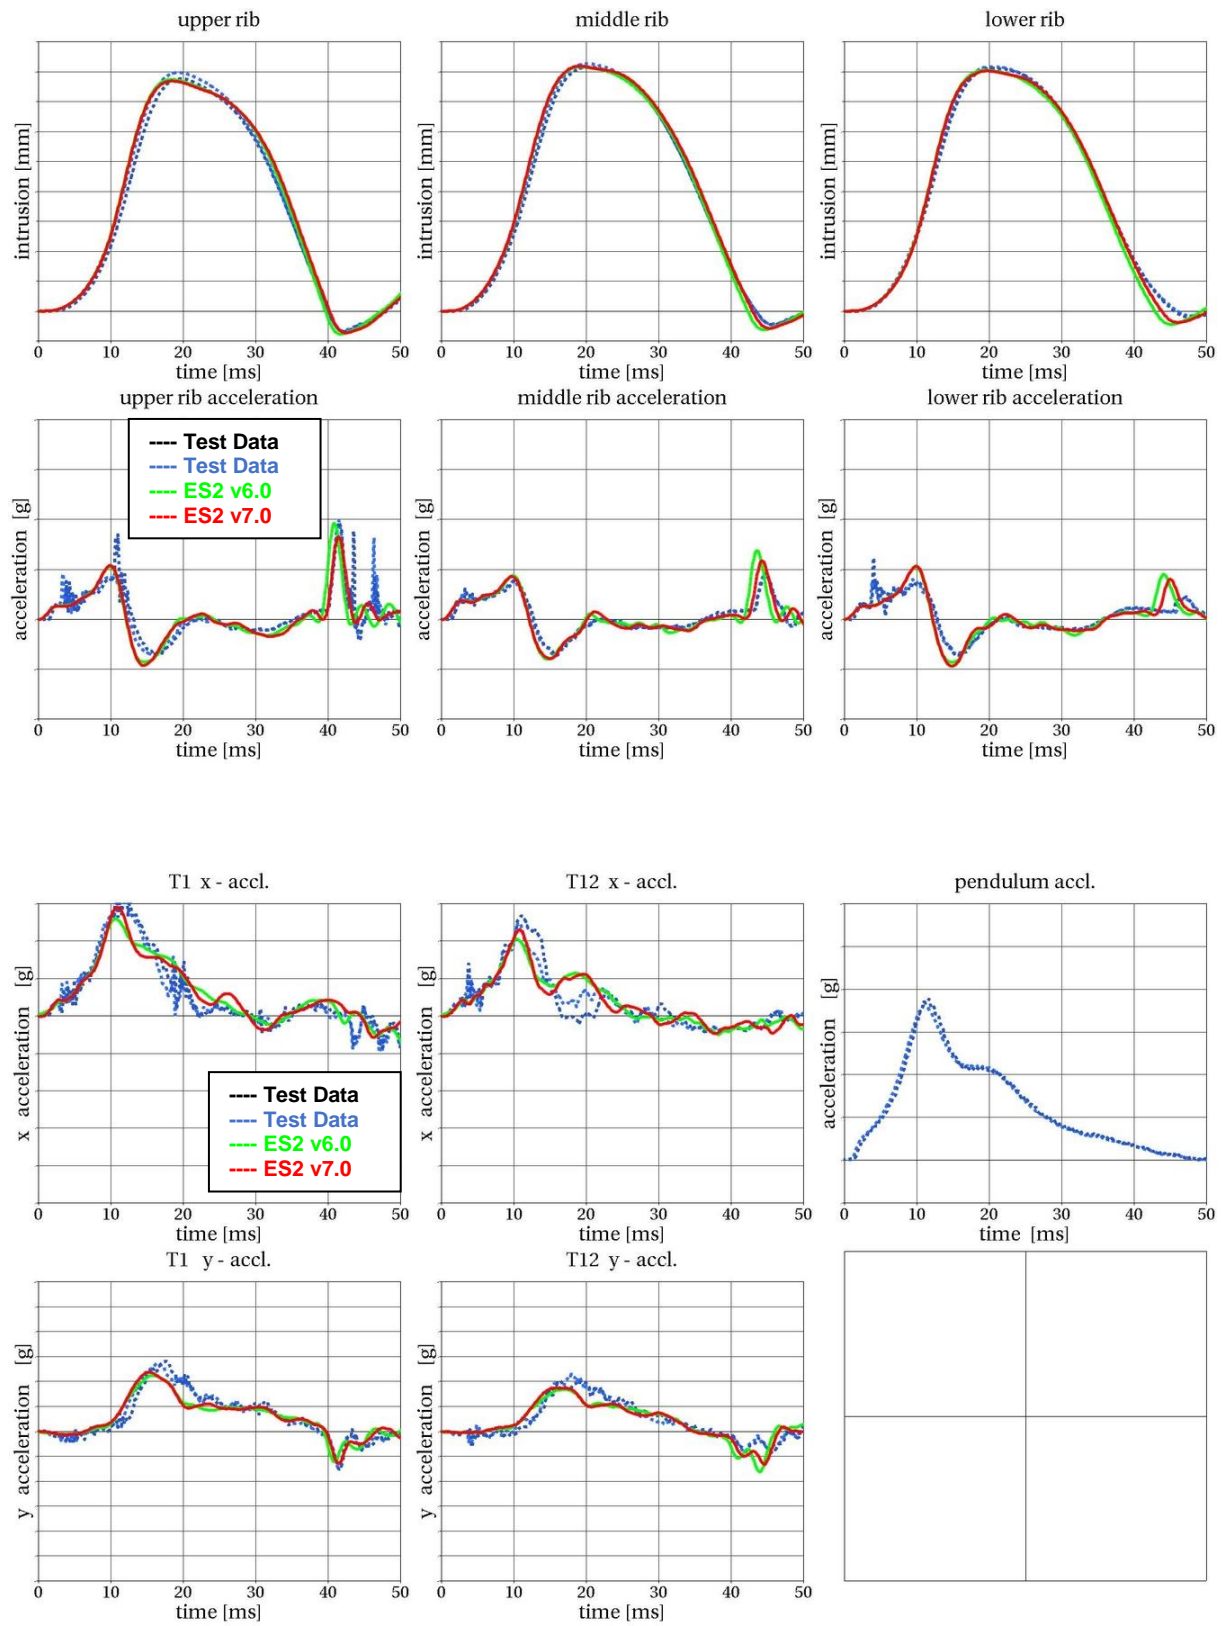 upper rib
middle rib
lower rib
intrusion [mm]
intrusion [mm]
intrusion [mm]
0 10 20 30 40 50
0 10 20 30 40 50
0 10 20 30 40 50
time [ms]
time [ms]
time [ms]
upper rib acceleration
middle rib acceleration
lower rib acceleration
---- Test Data
---- Test Data
---- ES2 v6.0
---- ES2 v7.0
acceleration [g]
acceleration [g]
acceleration [g]
0 10 20 30 40 50
0 10 20 30 40 50
0 10 20 30 40 50
time [ms]
time [ms]
time [ms]
T1 x - accl.
T12 x - accl.
pendulum accl.
x acceleration [g]
x acceleration [g]
acceleration [g]
---- Test Data
---- Test Data
---- ES2 v6.0
---- ES2 v7.0
0 10 20 30 40 50
0 10 20 30 40 50
0 10 20 30 40 50
time [ms]
time [ms]
time [ms]
T1 y - accl.
T12 y - accl.
y acceleration [g]
y acceleration [g]
0 10 20 30 40 50
0 10 20 30 40 50
time [ms]
time [ms]